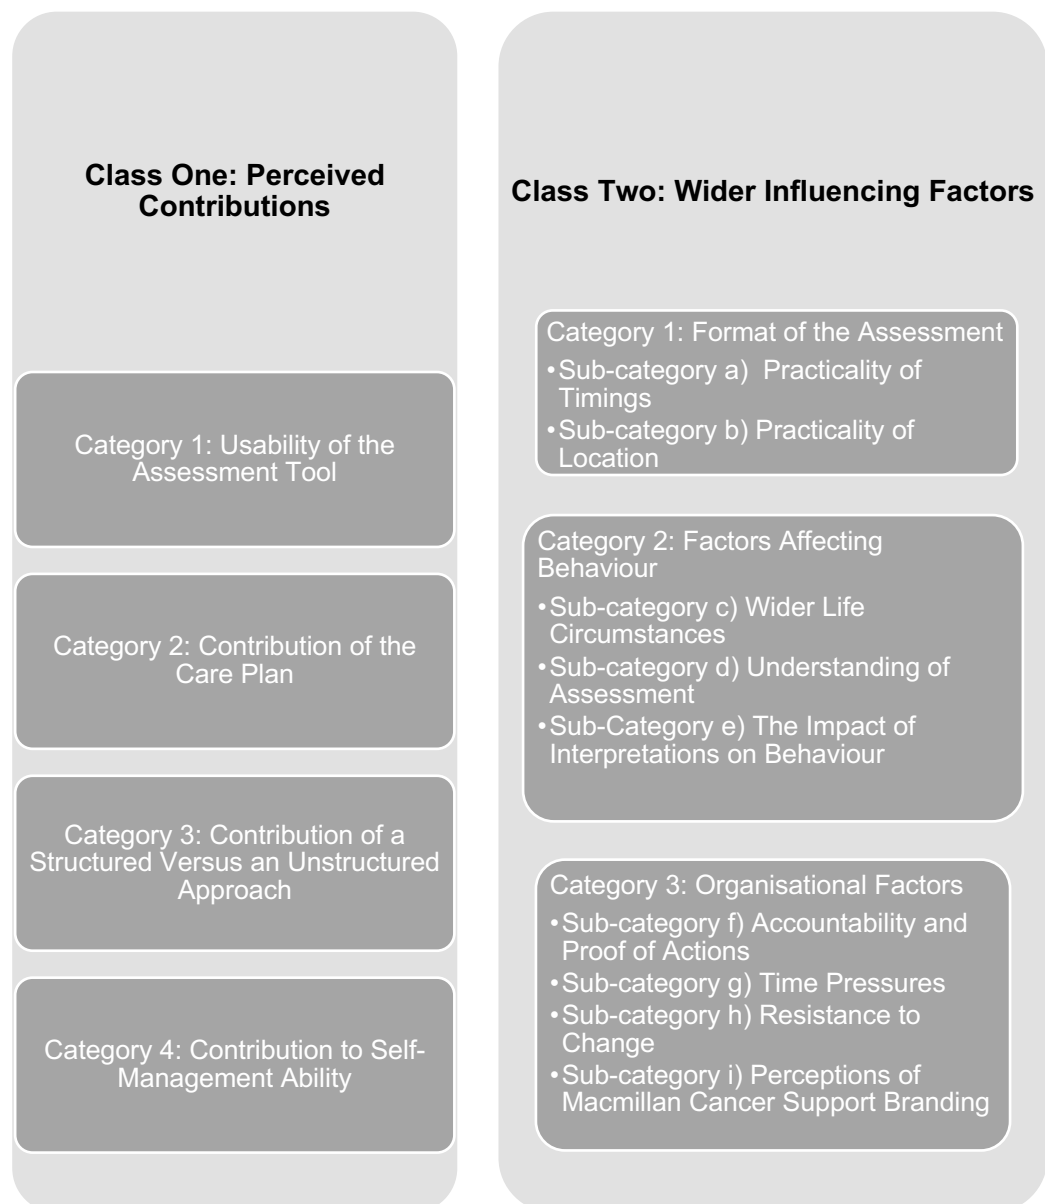 Class One: Perceived
Contributions
Category 1: Usability of the
Assessment Tool
Category 2: Contribution of the
Care Plan
Category 3: Contribution of a
Structured Versus an Unstructured
Approach
Category 4: Contribution to Self-
Management Ability
Class Two: Wider Influencing Factors
Category 1: Format of the Assessment
•Sub-category a)  Practicality of
Timings
•Sub-category b) Practicality of
Location
Category 2: Factors Affecting
Behaviour
•Sub-category c) Wider Life
Circumstances
•Sub-category d) Understanding of
Assessment
•Sub-Category e) The Impact of
Interpretations on Behaviour
Category 3: Organisational Factors
•Sub-category f) Accountability and
Proof of Actions
•Sub-category g) Time Pressures
•Sub-category h) Resistance to
Change
•Sub-category i) Perceptions of
Macmillan Cancer Support Branding